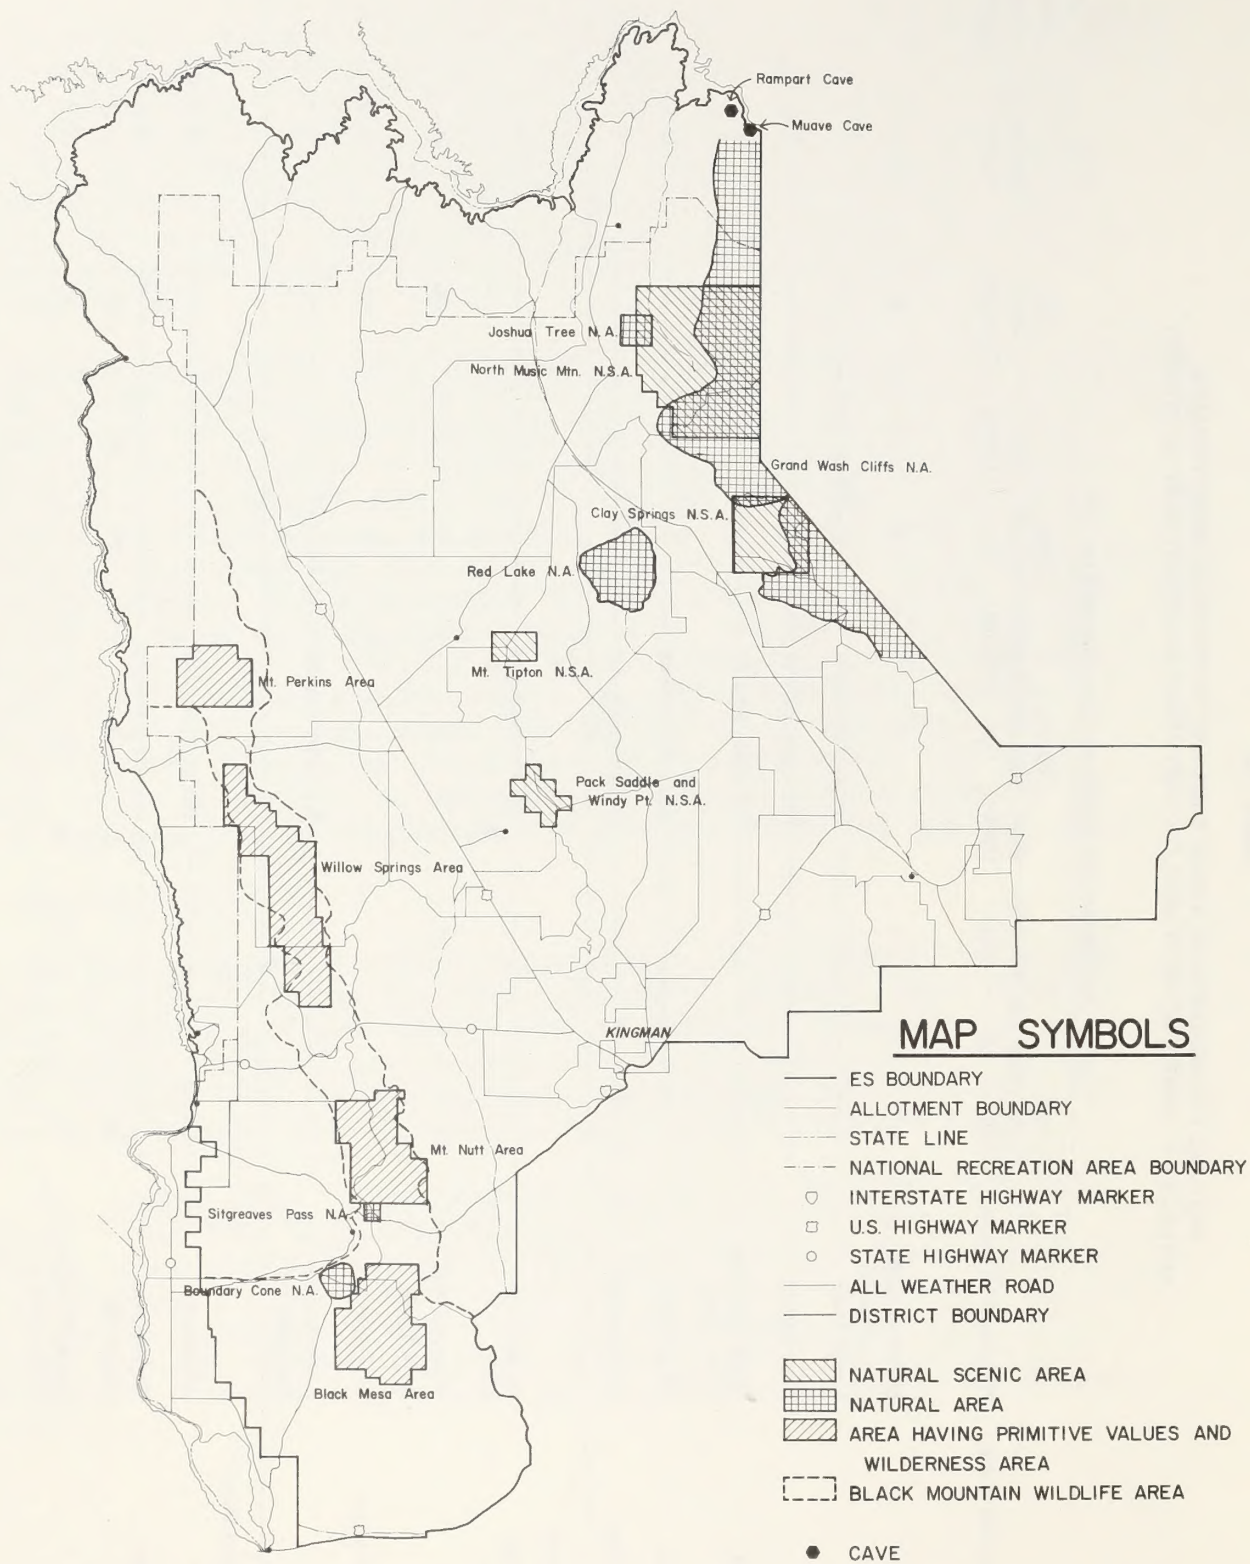 Rampart Cave
Muave Cave
Joshua Tree N. A.
North Music Mtn. N.S.A.
Grand Wash Cliffs N.A.
Clay Springs N.S.A.
Red Lake N.A.
Mt. Tipton N.S.A.
Mt. Perkins Area
Pack Saddle and
Windy Pt. N.S.A.
Willow Springs Area
KINGMAN
Mt. Nutt Area
Sitgreaves Pass N.A.
Boundary Cone N.A.
Black Mesa Area
MAP SYMBOLS
ES BOUNDARY
ALLOTMENT BOUNDARY
STATE LINE
NATIONAL RECREATION AREA BOUNDARY
INTERSTATE HIGHWAY MARKER
U.S. HIGHWAY MARKER
STATE HIGHWAY MARKER
ALL WEATHER ROAD
DISTRICT BOUNDARY
NATURAL SCENIC AREA
NATURAL AREA
AREA HAVING PRIMITIVE VALUES AND
WILDERNESS AREA
BLACK MOUNTAIN WILDLIFE AREA
CAVE